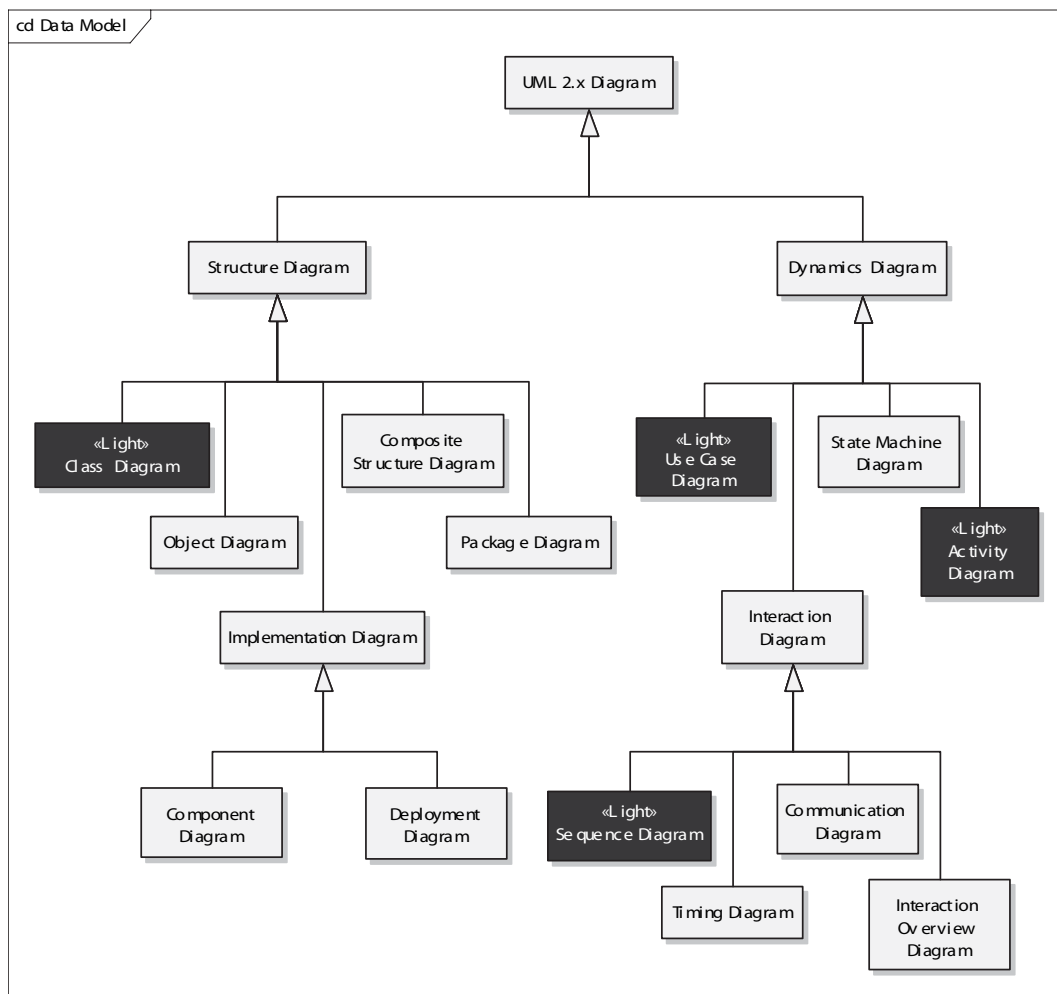 cd Data Model
UML 2.x Diagram
Structure Diagram
Dynamics Diagram
«Light»
Class Diagram
Composite
Structure Diagram
«Light»
Use Case
Diagram
State Machine
Diagram
Object Diagram
Package Diagram
«Light»
Activity
Diagram
Implementation Diagram
Interaction
Diagram
Component
Diagram
Deployment
Diagram
«Light»
Sequence Diagram
Communication
Diagram
Timing Diagram
Interaction
Overview
Diagram